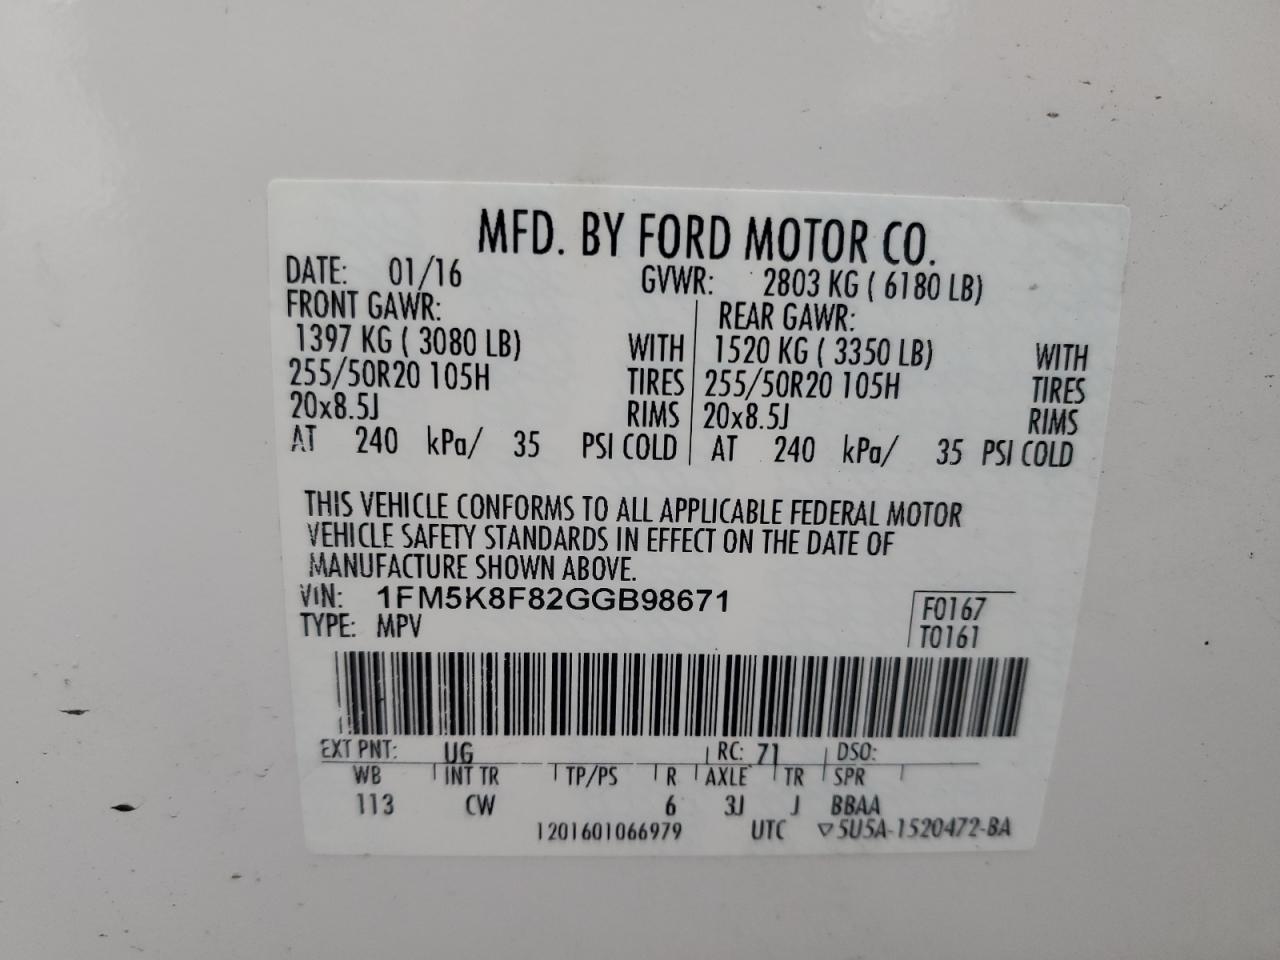 MFD. BY FORD MOTOR CO.
DATE: 01/16 GVWR: 2803 KG ( 6180 LB)
FRONT GAWR: REAR GAWR:
1397 KG ( 3080 LB) WITH 1520 KG ( 3350 LB) WITH
255/50R20 105H TIRES 255/50R20 105H TIRES
20x8.5J RIMS 20x8.5J RIMS
AT 240 kPa/ 35 PSI COLD AT 240 kPa/ 35 PSI COLD
THIS VEHICLE CONFORMS TO ALL APPLICABLE FEDERAL MOTOR
VEHICLE SAFETY STANDARDS IN EFFECT ON THE DATE OF
MANUFACTURE SHOWN ABOVE.
VIN: 1FM5K8F82GGB98671 F0167
TYPE: MPV T0161
EXT PNT: UG RC: 71 DSO:
WB INT TR TP/PS R AXLE TR SPR
113 CW 6 3J J BBAA
1201601066979 UTC ▽5U5A-1520472-BA